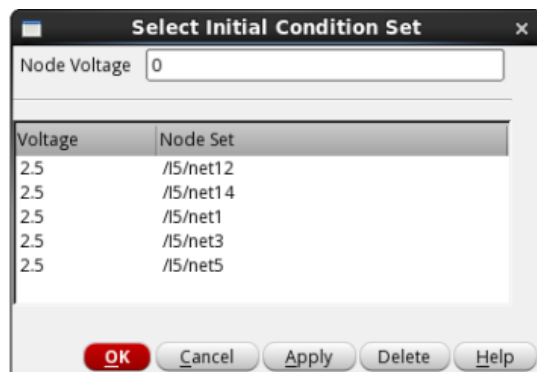 Select Initial Condition Set
Node Voltage 0
Voltage Node Set
2.5 /I5/net12
2.5 /I5/net14
2.5 /I5/net1
2.5 /I5/net3
2.5 /I5/net5
OK Cancel Apply Delete Help